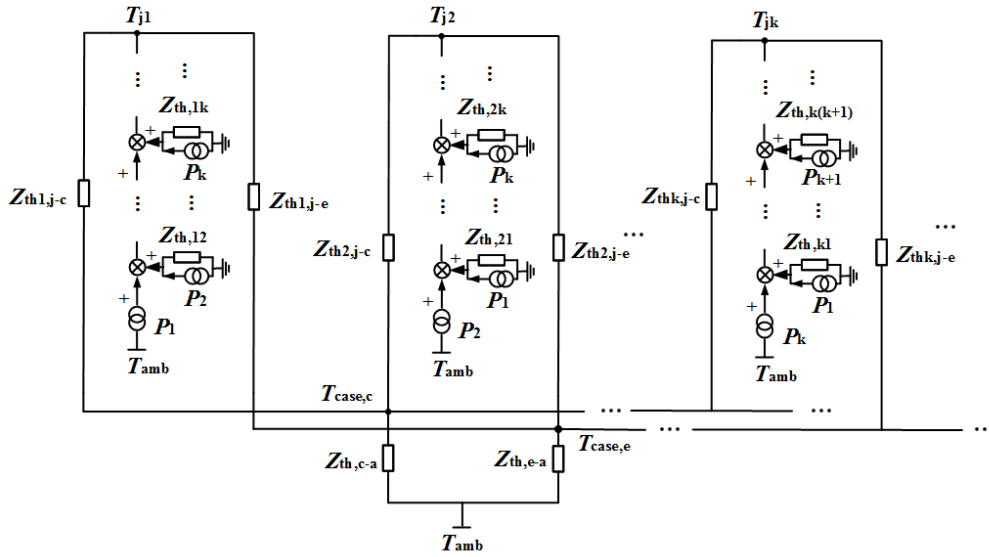 Tj1 Tj2 Tjk
Zth,1k Zth,2k Zth,k(k+1)
+ + +
Pk Pk Pk+1
+ + +
Zth1,j-c Zth1,j-e Zthk,j-c
... ... ...
Zth,12 Zth,21 Zth,k1
Zth2,j-c Zth2,j-e ... Zthk,j-e
+ + +
P2 P1 P1
+ + +
P1 P2 Pk
Tamb Tamb Tamb
Tcase,c ... ...
Tcase,e ... ... ..
Zth,c-a Zth,e-a
Tamb